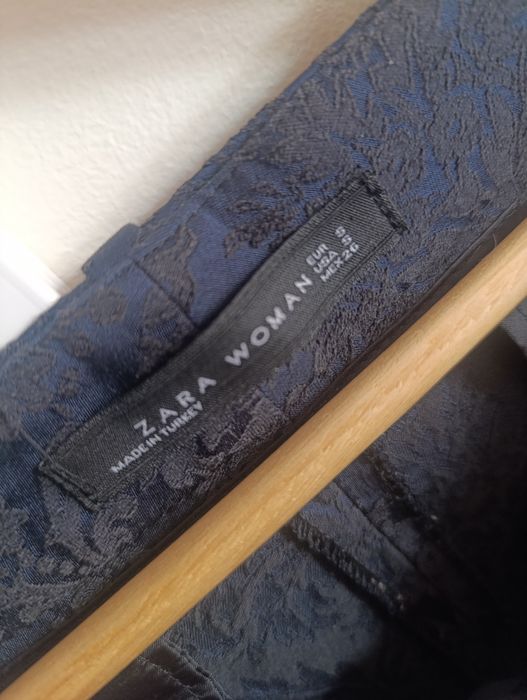 ZARA WOMAN
MADE IN TURKEY
EUR S
USA S
MEX 26